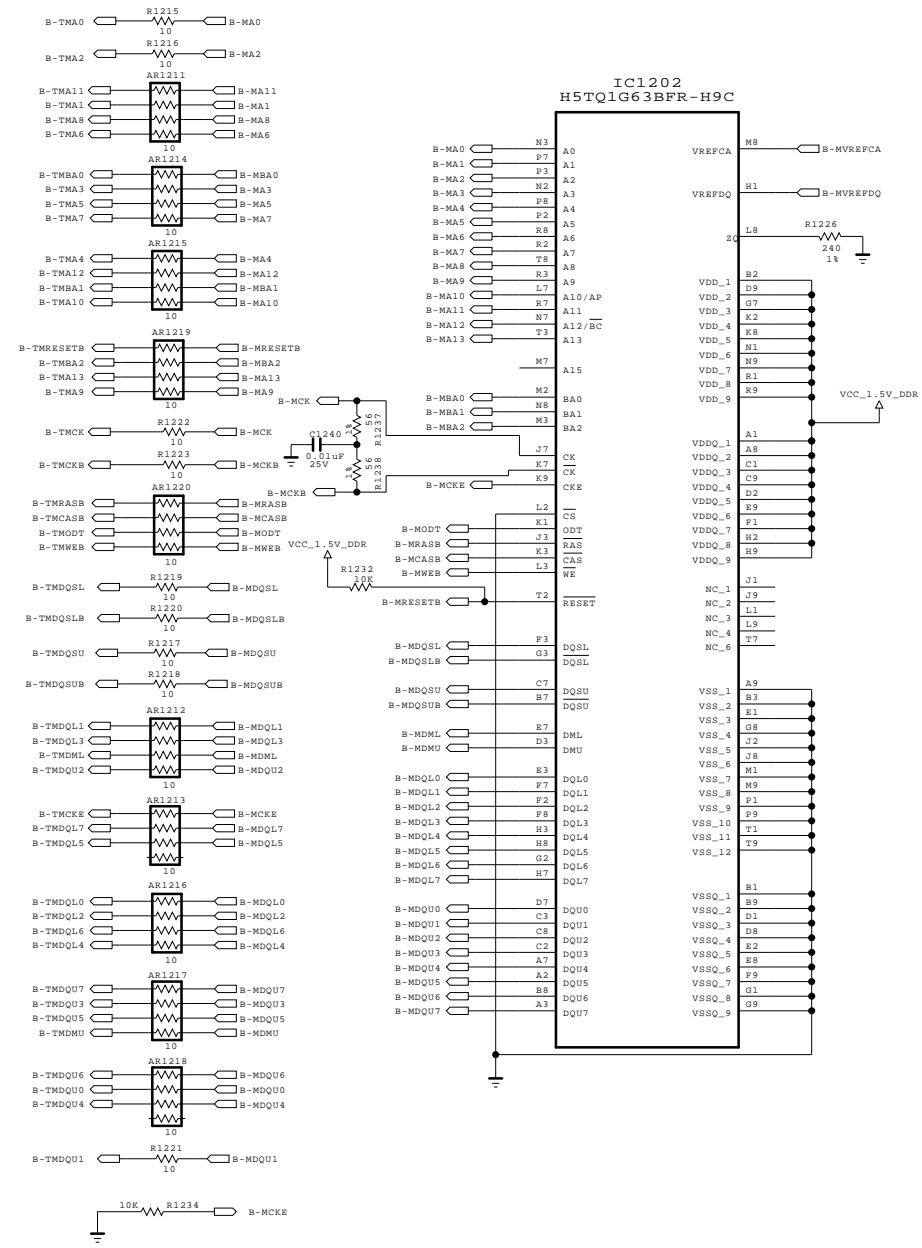 R1215
B-TMA0 B-MA0
10
R1216
B-TMA2 B-MA2
10
AR1211
B-TMA11 B-MA11
B-TMA1 B-MA1
B-TMA8 B-MA8
B-TMA6 B-MA6
10
AR1214
B-TMBA0 B-MBA0
B-TMA3 B-MA3
B-TMA5 B-MA5
B-TMA7 B-MA7
10
AR1215
B-TMA4 B-MA4
B-TMA12 B-MA12
B-TMBA1 B-MBA1
B-TMA10 B-MA10
10
AR1219
B-TMRESETB B-MRESETB
B-TMBA2 B-MBA2
B-TMA13 B-MA13
B-TMA9 B-MA9
10
R1222
B-TMCK B-MCK
10
R1223
B-TMCKB B-MCKB
10
AR1220
B-TMRASB B-MRASB
B-TMCASB B-MCASB
B-TMODT B-MODT
B-TMWEB B-MWEB
10
R1219
B-TMDQSL B-MDQSL
10
R1220
B-TMDQSLB B-MDQSLB
10
R1217
B-TMDQSU B-MDQSU
10
R1218
B-TMDQSUB B-MDQSUB
10
AR1212
B-TMDQL1 B-MDQL1
B-TMDQL3 B-MDQL3
B-TMDML B-MDML
B-TMDQU2 B-MDQU2
10
AR1213
B-TMCKE B-MCKE
B-TMDQL7 B-MDQL7
B-TMDQL5 B-MDQL5
10
AR1216
B-TMDQL0 B-MDQL0
B-TMDQL2 B-MDQL2
B-TMDQL6 B-MDQL6
B-TMDQL4 B-MDQL4
10
AR1217
B-TMDQU7 B-MDQU7
B-TMDQU3 B-MDQU3
B-TMDQU5 B-MDQU5
B-TMDMU B-MDMU
10
AR1218
B-TMDQU6 B-MDQU6
B-TMDQU0 B-MDQU0
B-TMDQU4 B-MDQU4
10
R1221
B-TMDQU1 B-MDQU1
10
10K R1234 B-MCKE
IC1202
H5TQ1G63BFR-H9C
B-MA0 N3 A0
B-MA1 P7 A1
B-MA2 P3 A2
B-MA3 N2 A3
B-MA4 P8 A4
B-MA5 P2 A5
B-MA6 R8 A6
B-MA7 R2 A7
B-MA8 T8 A8
B-MA9 R3 A9
B-MA10 L7 A10/AP
B-MA11 R7 A11
B-MA12 N7 A12/BC
B-MA13 T3 A13
M7 A15
B-MBA0 M2 BA0
B-MBA1 N8 BA1
B-MBA2 M3 BA2
B-MCK
J7 CK
K7 CK
B-MCKE K9 CKE
B-MCKB
C1240
0.01uF
25V
1%
56
R1237
1%
56
R1238
L2 CS
B-MODT K1 ODT
B-MRASB J3 RAS
B-MCASB K3 CAS
B-MWEB L3 WE
VCC_1.5V_DDR
R1232
10K
B-MRESETB T2 RESET
B-MDQSL F3 DQSL
B-MDQSLB G3 DQSL
B-MDQSU C7 DQSU
B-MDQSUB B7 DQSU
B-MDML E7 DML
B-MDMU D3 DMU
B-MDQL0 E3 DQL0
B-MDQL1 F7 DQL1
B-MDQL2 F2 DQL2
B-MDQL3 F8 DQL3
B-MDQL4 H3 DQL4
B-MDQL5 H8 DQL5
B-MDQL6 G2 DQL6
B-MDQL7 H7 DQL7
B-MDQU0 D7 DQU0
B-MDQU1 C3 DQU1
B-MDQU2 C8 DQU2
B-MDQU3 C2 DQU3
B-MDQU4 A7 DQU4
B-MDQU5 A2 DQU5
B-MDQU6 B8 DQU6
B-MDQU7 A3 DQU7
VREFCA M8 B-MVREFCA
VREFDQ H1 B-MVREFDQ
ZQ L8
R1226
240
1%
VDD_1 B2
VDD_2 D9
VDD_3 G7
VDD_4 K2
VDD_5 K8
VDD_6 N1
VDD_7 N9
VDD_8 R1
VDD_9 R9
VCC_1.5V_DDR
VDDQ_1 A1
VDDQ_2 A8
VDDQ_3 C1
VDDQ_4 C9
VDDQ_5 D2
VDDQ_6 E9
VDDQ_7 F1
VDDQ_8 H2
VDDQ_9 H9
NC_1 J1
NC_2 J9
NC_3 L1
NC_4 L9
NC_6 T7
VSS_1 A9
VSS_2 B3
VSS_3 E1
VSS_4 G8
VSS_5 J2
VSS_6 J8
VSS_7 M1
VSS_8 M9
VSS_9 P1
VSS_10 P9
VSS_11 T1
VSS_12 T9
VSSQ_1 B1
VSSQ_2 B9
VSSQ_3 D1
VSSQ_4 D8
VSSQ_5 E2
VSSQ_6 E8
VSSQ_7 F9
VSSQ_8 G1
VSSQ_9 G9